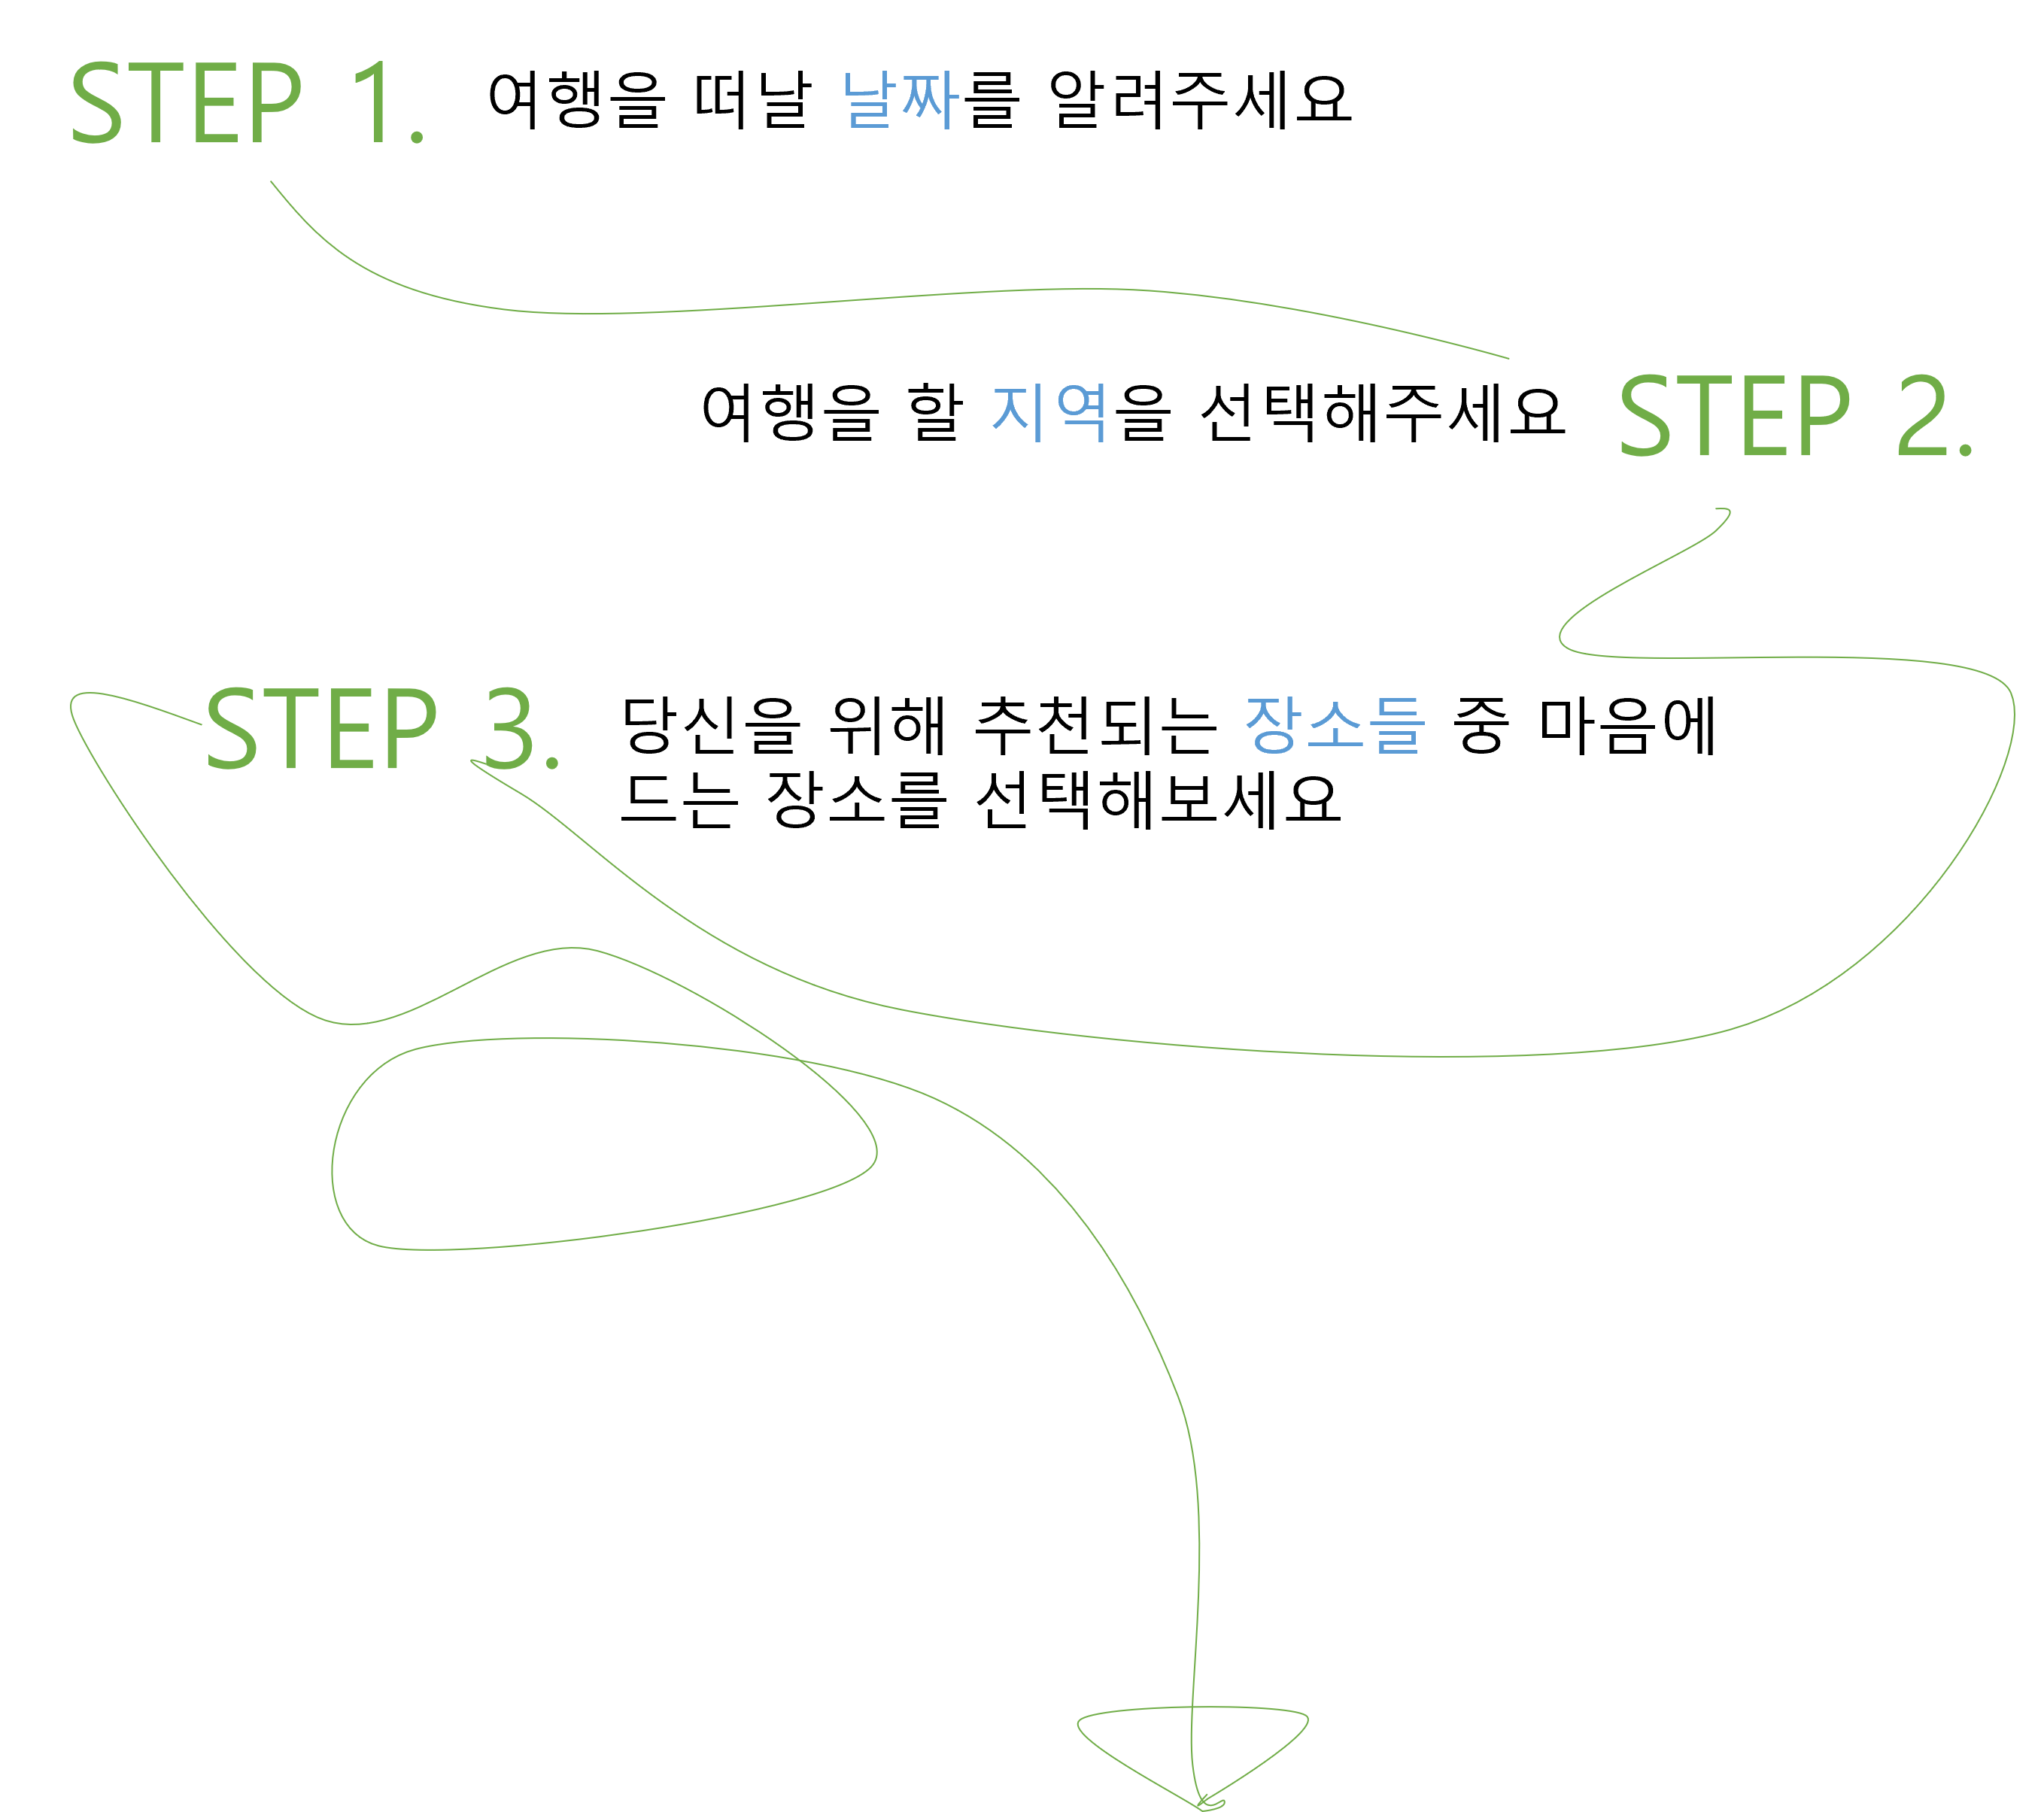 STEP 1. 여행을 떠날 날짜를 알려주세요
여행을 할 지역을 선택해주세요 STEP 2.
STEP 3. 당신을 위해 추천되는 장소들 중 마음에
드는 장소를 선택해보세요